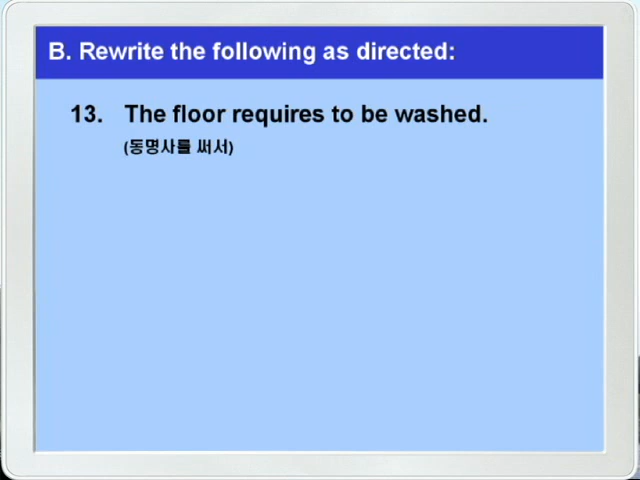 B. Rewrite the following as directed:
13. The floor requires to be washed.
(동명사를 써서)